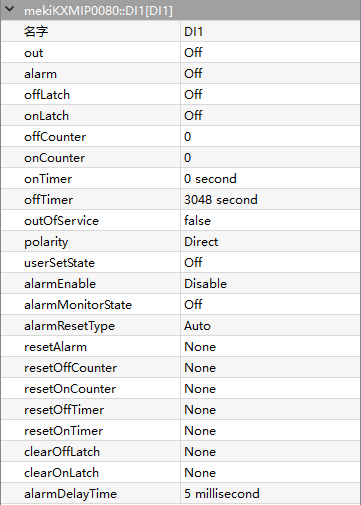 mekiKXMIP0080::DI1[DI1]
名字 DI1
out Off
alarm Off
offLatch Off
onLatch Off
offCounter 0
onCounter 0
onTimer 0 second
offTimer 3048 second
outOfService false
polarity Direct
userSetState Off
alarmEnable Disable
alarmMonitorState Off
alarmResetType Auto
resetAlarm None
resetOffCounter None
resetOnCounter None
resetOffTimer None
resetOnTimer None
clearOffLatch None
clearOnLatch None
alarmDelayTime 5 millisecond